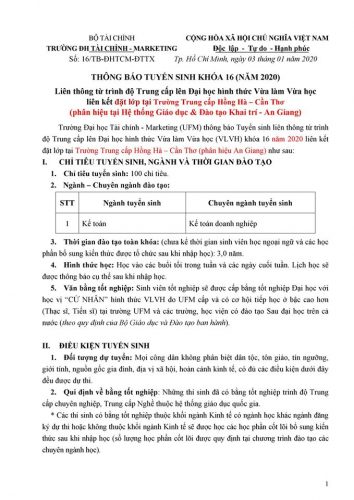 BỘ TÀI CHÍNH
CỘNG HÒA XÃ HỘI CHỦ NGHĨA VIỆT NAM
TRƯỜNG ĐH TÀI CHÍNH - MARKETING
Độc lập - Tự do - Hạnh phúc
Số: 16/TB-ĐHTCM-ĐTTX
Tp. Hồ Chí Minh, ngày 03 tháng 01 năm 2020
THÔNG BÁO TUYỂN SINH KHÓA 16 (NĂM 2020)
Liên thông từ trình độ Trung cấp lên Đại học hình thức Vừa làm Vừa học
liên kết đặt lớp tại Trường Trung cấp Hồng Hà – Cần Thơ
(phân hiệu tại Hệ thống Giáo dục & Đào tạo Khai trí - An Giang)
Trường Đại học Tài chính - Marketing (UFM) thông báo Tuyển sinh liên thông từ trình
độ Trung cấp lên Đại học hình thức Vừa làm Vừa học (VLVH) khóa 16 năm 2020 liên kết
đặt lớp tại Trường Trung cấp Hồng Hà – Cần Thơ (phân hiệu An Giang) như sau:
I. CHỈ TIÊU TUYỂN SINH, NGÀNH VÀ THỜI GIAN ĐÀO TẠO
1. Chỉ tiêu tuyển sinh: 100 chỉ tiêu.
2. Ngành – Chuyên ngành đào tạo:
STT Ngành tuyển sinh Chuyên ngành tuyển sinh
1 Kế toán Kế toán doanh nghiệp
3. Thời gian đào tạo toàn khóa: (chưa kể thời gian sinh viên học ngoại ngữ và các học
phần bổ sung kiến thức được tổ chức sau khi nhập học): 3,0 năm.
4. Hình thức học: Học vào các buổi tối trong tuần và các ngày cuối tuần. Lịch học sẽ
được thông báo cụ thể sau khi nhập học.
5. Văn bằng tốt nghiệp: Sinh viên tốt nghiệp sẽ được cấp bằng tốt nghiệp Đại học với
học vị “CỬ NHÂN” hình thức VLVH do UFM cấp và có cơ hội tiếp học ở bậc cao hơn
(Thạc sĩ, Tiến sĩ) tại trường UFM và các trường, học viện có đào tạo Sau đại học trên cả
nước (theo quy định của Bộ Giáo dục và Đào tạo ban hành).
II. ĐIỀU KIỆN TUYỂN SINH
1. Đối tượng dự tuyển: Mọi công dân không phân biệt dân tộc, tôn giáo, tín ngưỡng,
giới tính, nguồn gốc gia đình, địa vị xã hội, hoàn cảnh kinh tế, có đủ các điều kiện dưới đây
đều được dự thi.
2. Qui định về bằng tốt nghiệp: Những thí sinh đã có bằng tốt nghiệp trình độ Trung
cấp chuyên nghiệp, Trung cấp Nghề thuộc hệ thống giáo dục quốc gia.
* Các thí sinh có bằng tốt nghiệp thuộc khối ngành Kinh tế có ngành học khác ngành đăng
ký dự thi hoặc không thuộc khối ngành Kinh tế sẽ được học các học phần cốt lõi bổ sung kiến
thức sau khi nhập học (số lượng học phần cốt lõi được quy định tại chương trình đào tạo các
chuyên ngành học).
1